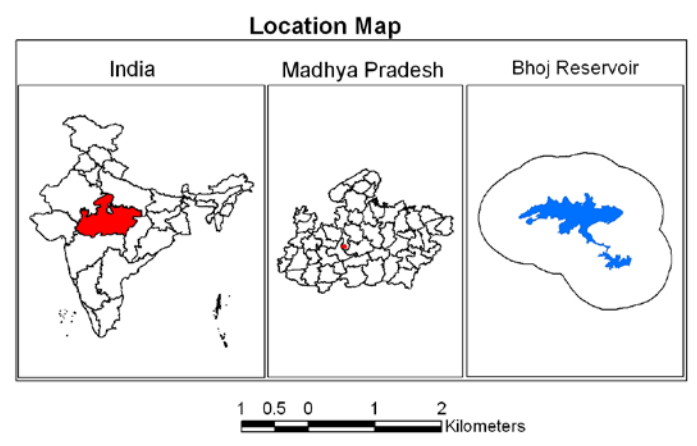 Location Map
India
Madhya Pradesh
Bhoj Reservoir
1 0.5 0 1 2
Kilometers